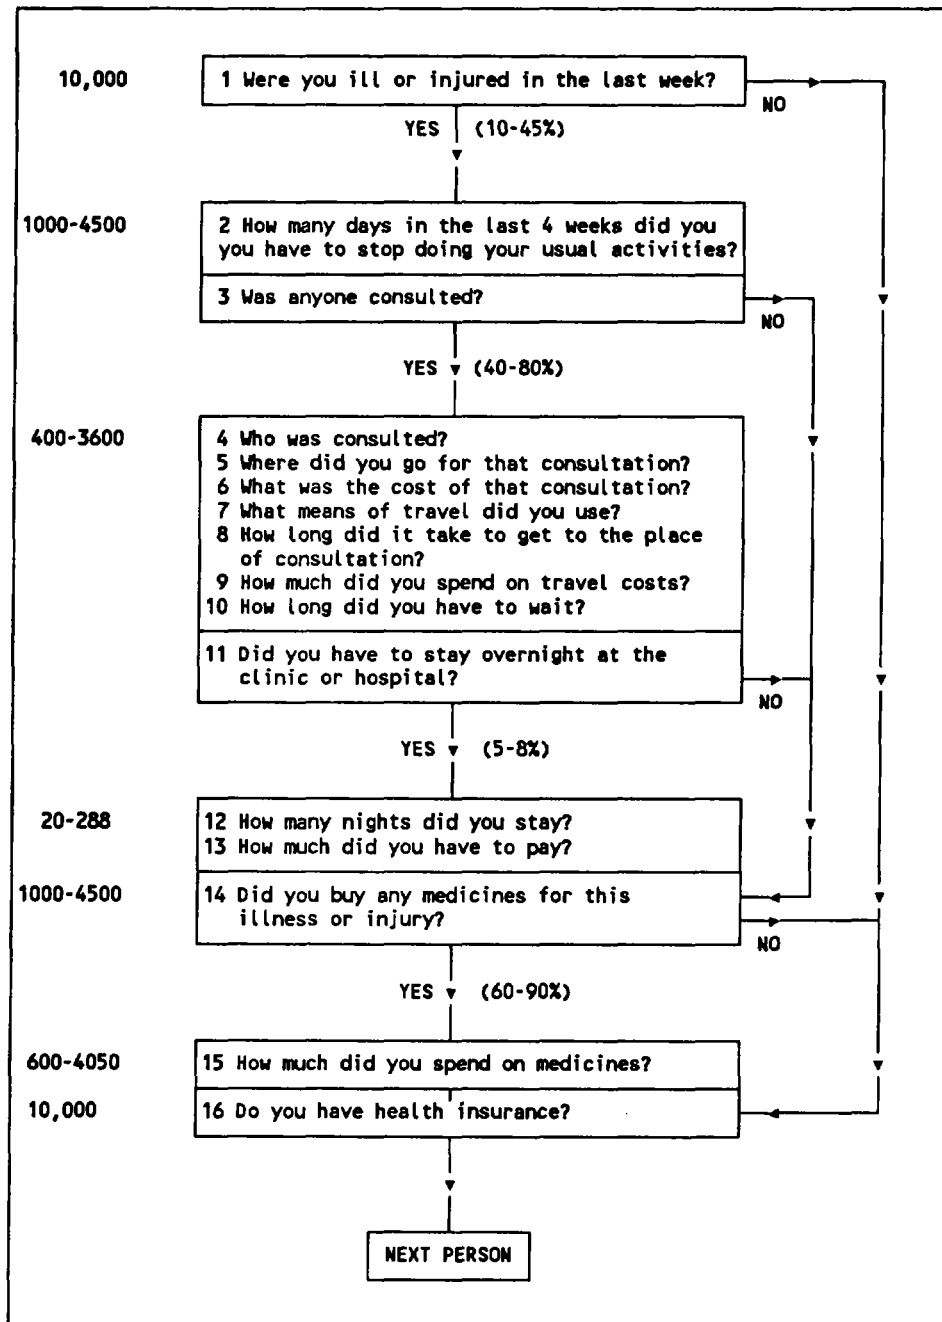 10,000
1 Were you ill or injured in the last week?
NO
YES (10-45%)
1000-4500
2 How many days in the last 4 weeks did you
you have to stop doing your usual activities?
3 Was anyone consulted?
NO
YES (40-80%)
400-3600
4 Who was consulted?
5 Where did you go for that consultation?
6 What was the cost of that consultation?
7 What means of travel did you use?
8 How long did it take to get to the place
of consultation?
9 How much did you spend on travel costs?
10 How long did you have to wait?
11 Did you have to stay overnight at the
clinic or hospital?
NO
YES (5-8%)
20-288
12 How many nights did you stay?
13 How much did you have to pay?
1000-4500
14 Did you buy any medicines for this
illness or injury?
NO
YES (60-90%)
600-4050
15 How much did you spend on medicines?
10,000
16 Do you have health insurance?
NEXT PERSON